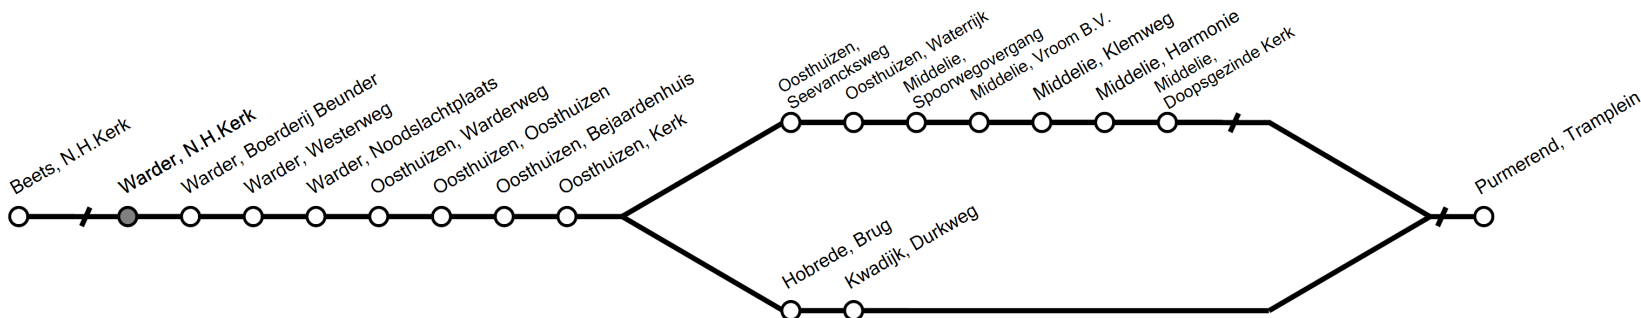 Beets, N.H.Kerk
Warder, N.H.Kerk
Warder, Boerderij Beunder
Warder, Westerweg
Warder, Noodslachtplaats
Oosthuizen, Warderweg
Oosthuizen, Oosthuizen
Oosthuizen, Bejaardenhuis
Oosthuizen, Kerk
Oosthuizen,
Seevancksweg
Oosthuizen, Waterrijk
Middelie,
Spoorwegovergang
Middelie, Vroom B.V.
Middelie, Klemweg
Middelie, Harmonie
Middelie,
Doopsgezinde Kerk
Hobrede, Brug
Kwadijk, Durkweg
Purmerend, Tramplein